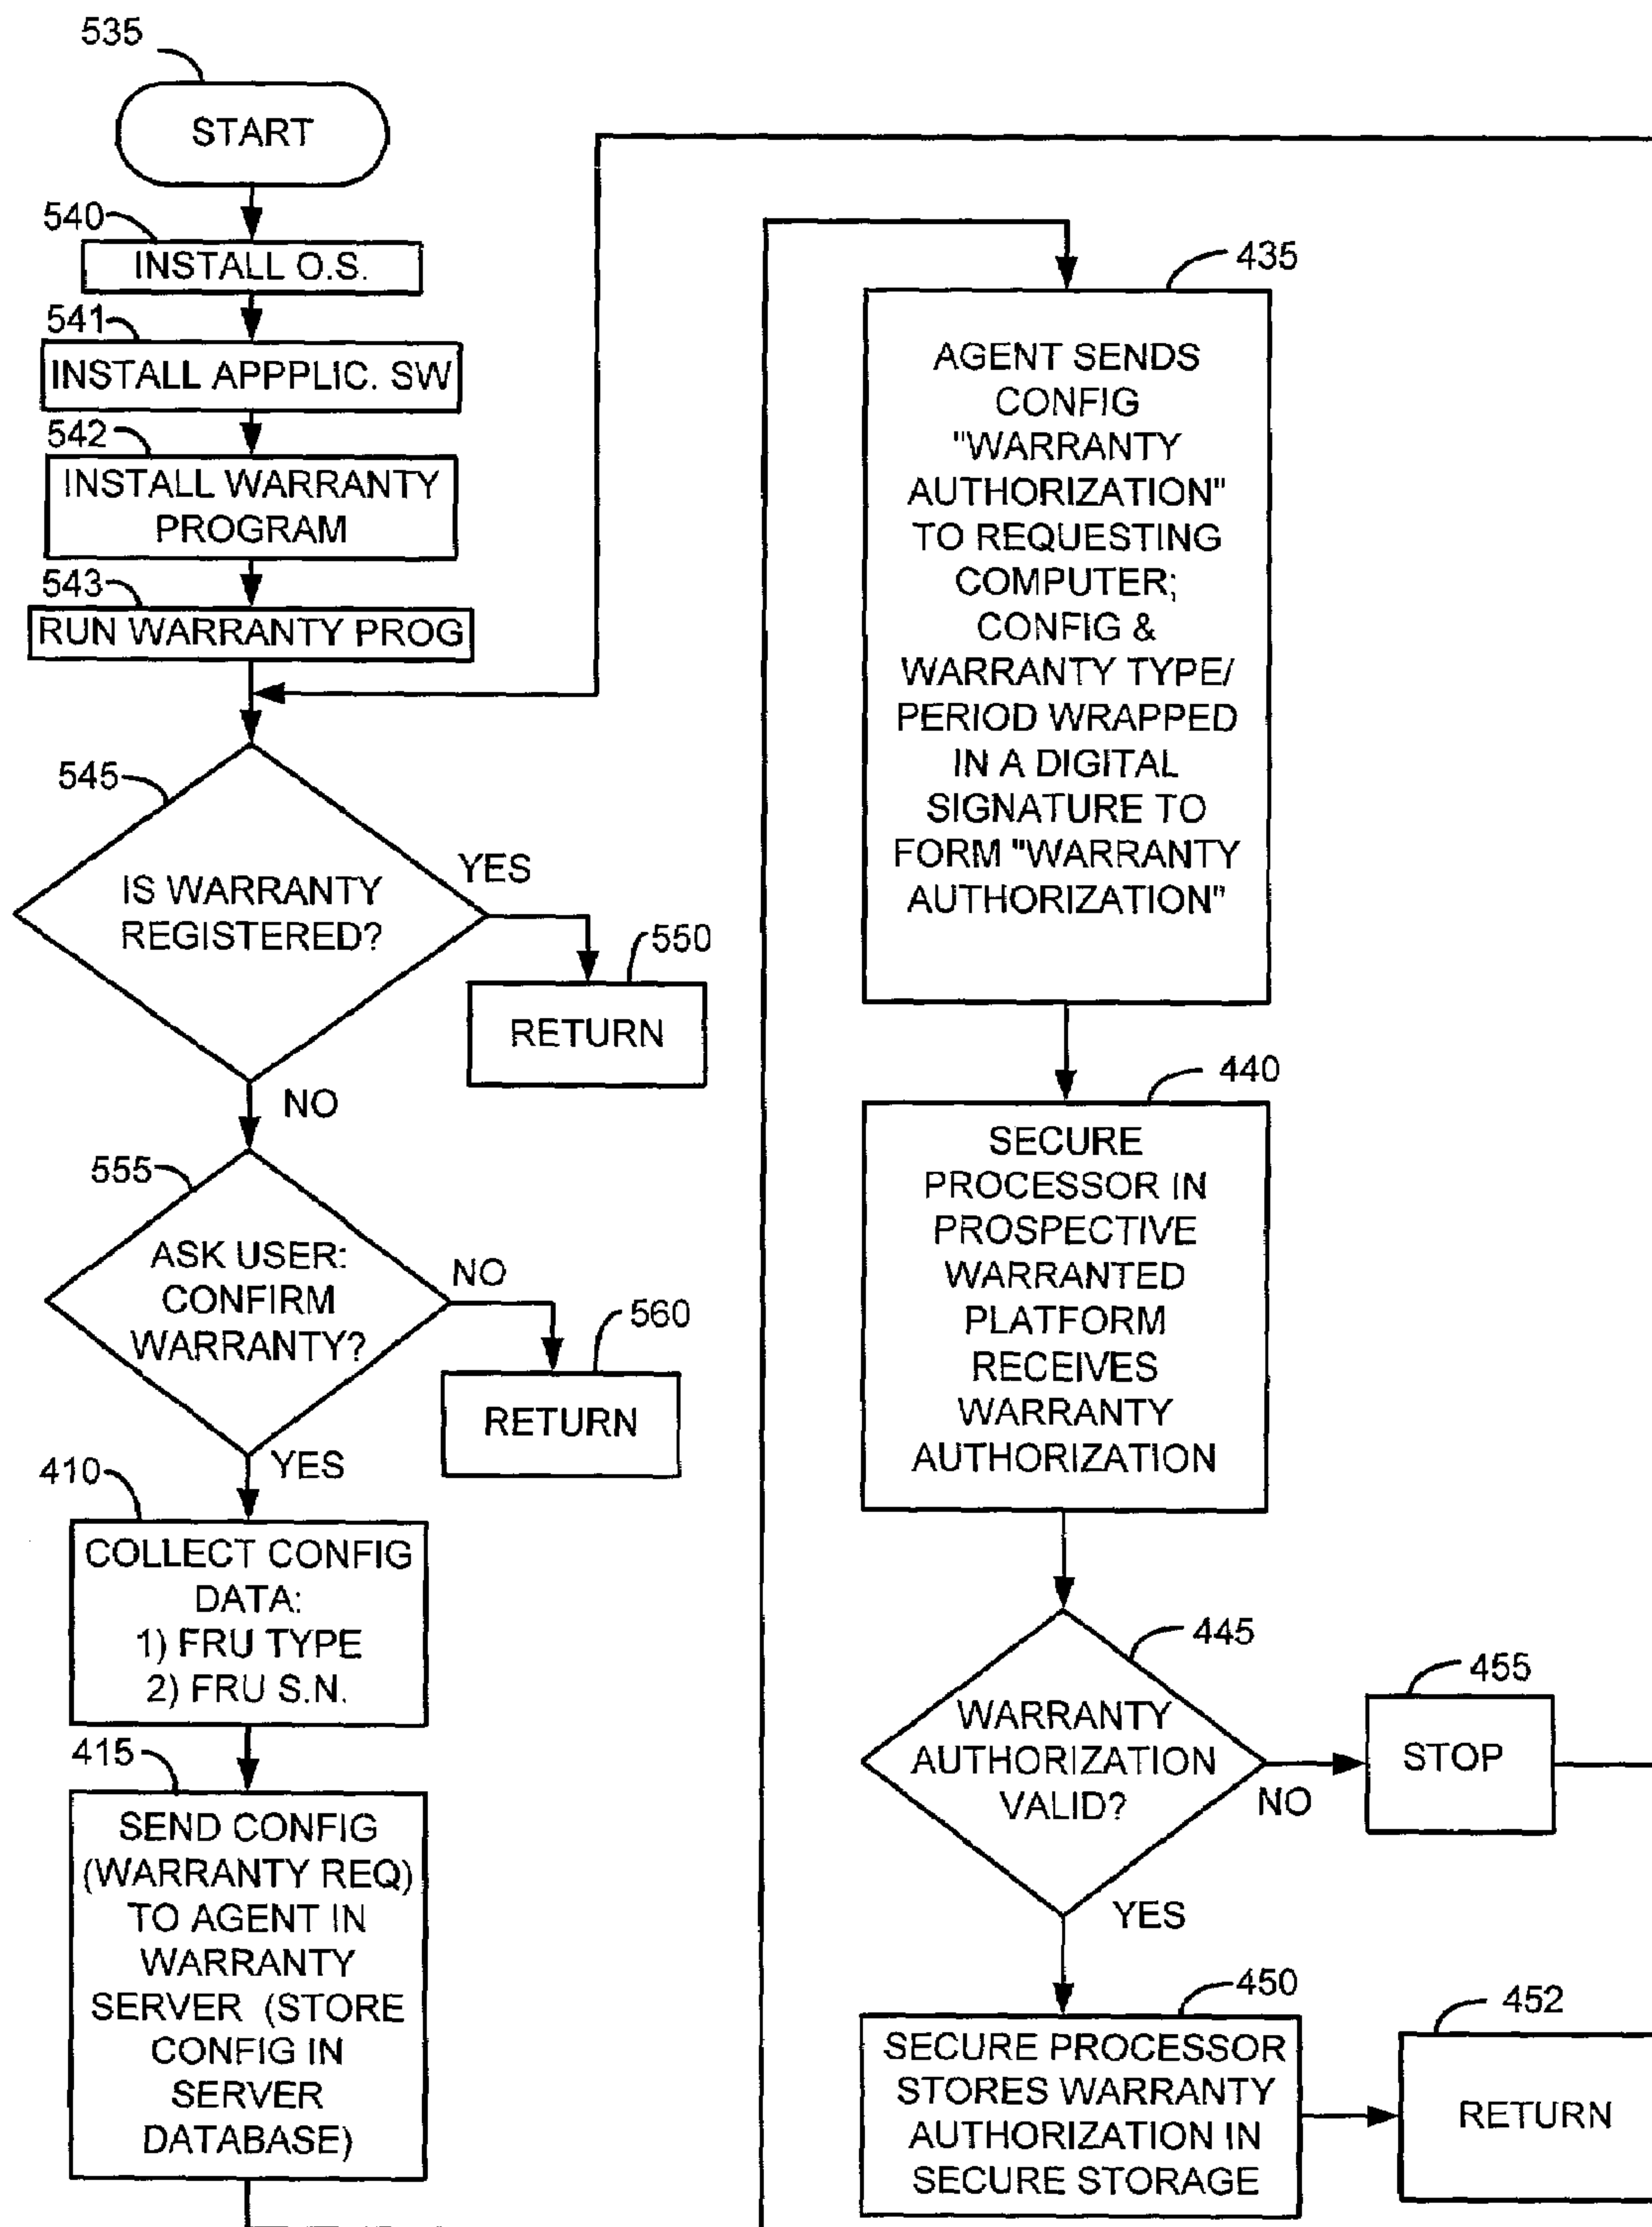 535
START
540
INSTALL O.S.
541
INSTALL APPPLIC. SW
542
INSTALL WARRANTY
PROGRAM
543
RUN WARRANTY PROG
545
IS WARRANTY
REGISTERED?
YES
550
RETURN
NO
555
ASK USER:
CONFIRM
WARRANTY?
NO
560
RETURN
YES
410
COLLECT CONFIG
DATA:
1) FRU TYPE
2) FRU S.N.
415
SEND CONFIG
(WARRANTY REQ)
TO AGENT IN
WARRANTY
SERVER (STORE
CONFIG IN
SERVER
DATABASE)
435
AGENT SENDS
CONFIG
"WARRANTY
AUTHORIZATION"
TO REQUESTING
COMPUTER;
CONFIG &
WARRANTY TYPE/
PERIOD WRAPPED
IN A DIGITAL
SIGNATURE TO
FORM "WARRANTY
AUTHORIZATION"
440
SECURE
PROCESSOR IN
PROSPECTIVE
WARRANTED
PLATFORM
RECEIVES
WARRANTY
AUTHORIZATION
445
WARRANTY
AUTHORIZATION
VALID?
NO
455
STOP
YES
450
SECURE PROCESSOR
STORES WARRANTY
AUTHORIZATION IN
SECURE STORAGE
452
RETURN